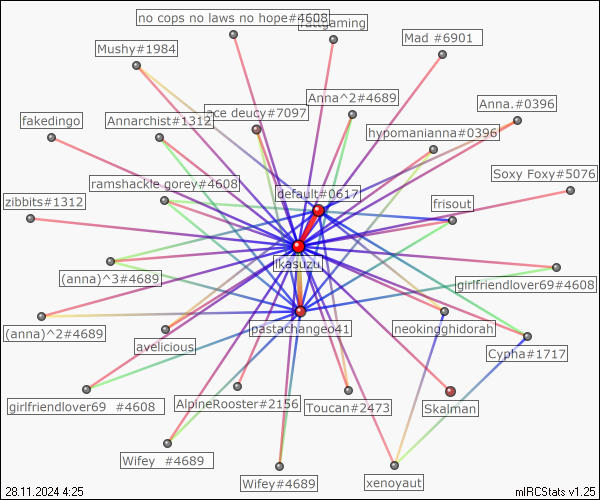 no cops no laws no hope#4608
rattgaming
Mad #6901
Mushy#1984
Anna^2#4689
Anna.#0396
ace deucy#7097
fakedingo
Annarchist#1312
hypomanianna#0396
Soxy Foxy#5076
ramshackle gorey#4608
default#0617
zibbits#1312
frisout
ikasuzu
(anna)^3#4689
girlfriendlover69#4608
(anna)^2#4689
pastachangeo41
neokingghidorah
avelicious
Cypha#1717
girlfriendlover69 #4608
AlpineRooster#2156
Toucan#2473
Skalman
Wifey #4689
Wifey#4689
xenoyaut
28.11.2024 4:25
mIRCStats v1.25